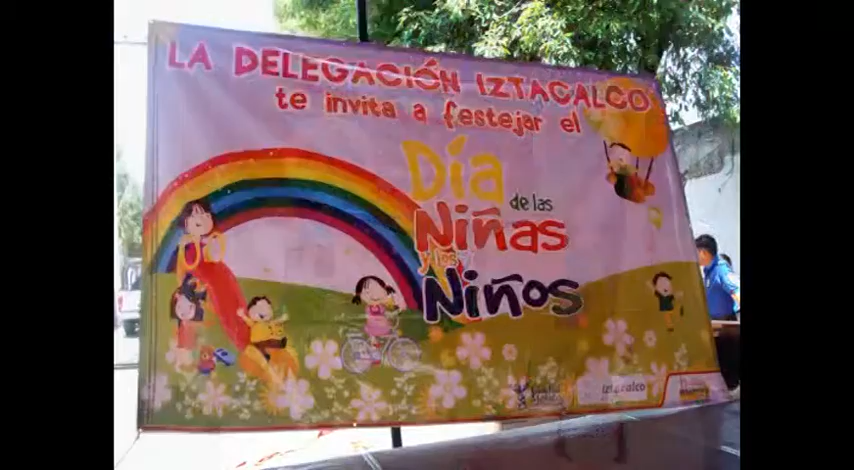 LA DELEGACIÓN IZTACALCO
te invita a festejar el
Día
de las
Niñas
y los
Niños
Iztacalco